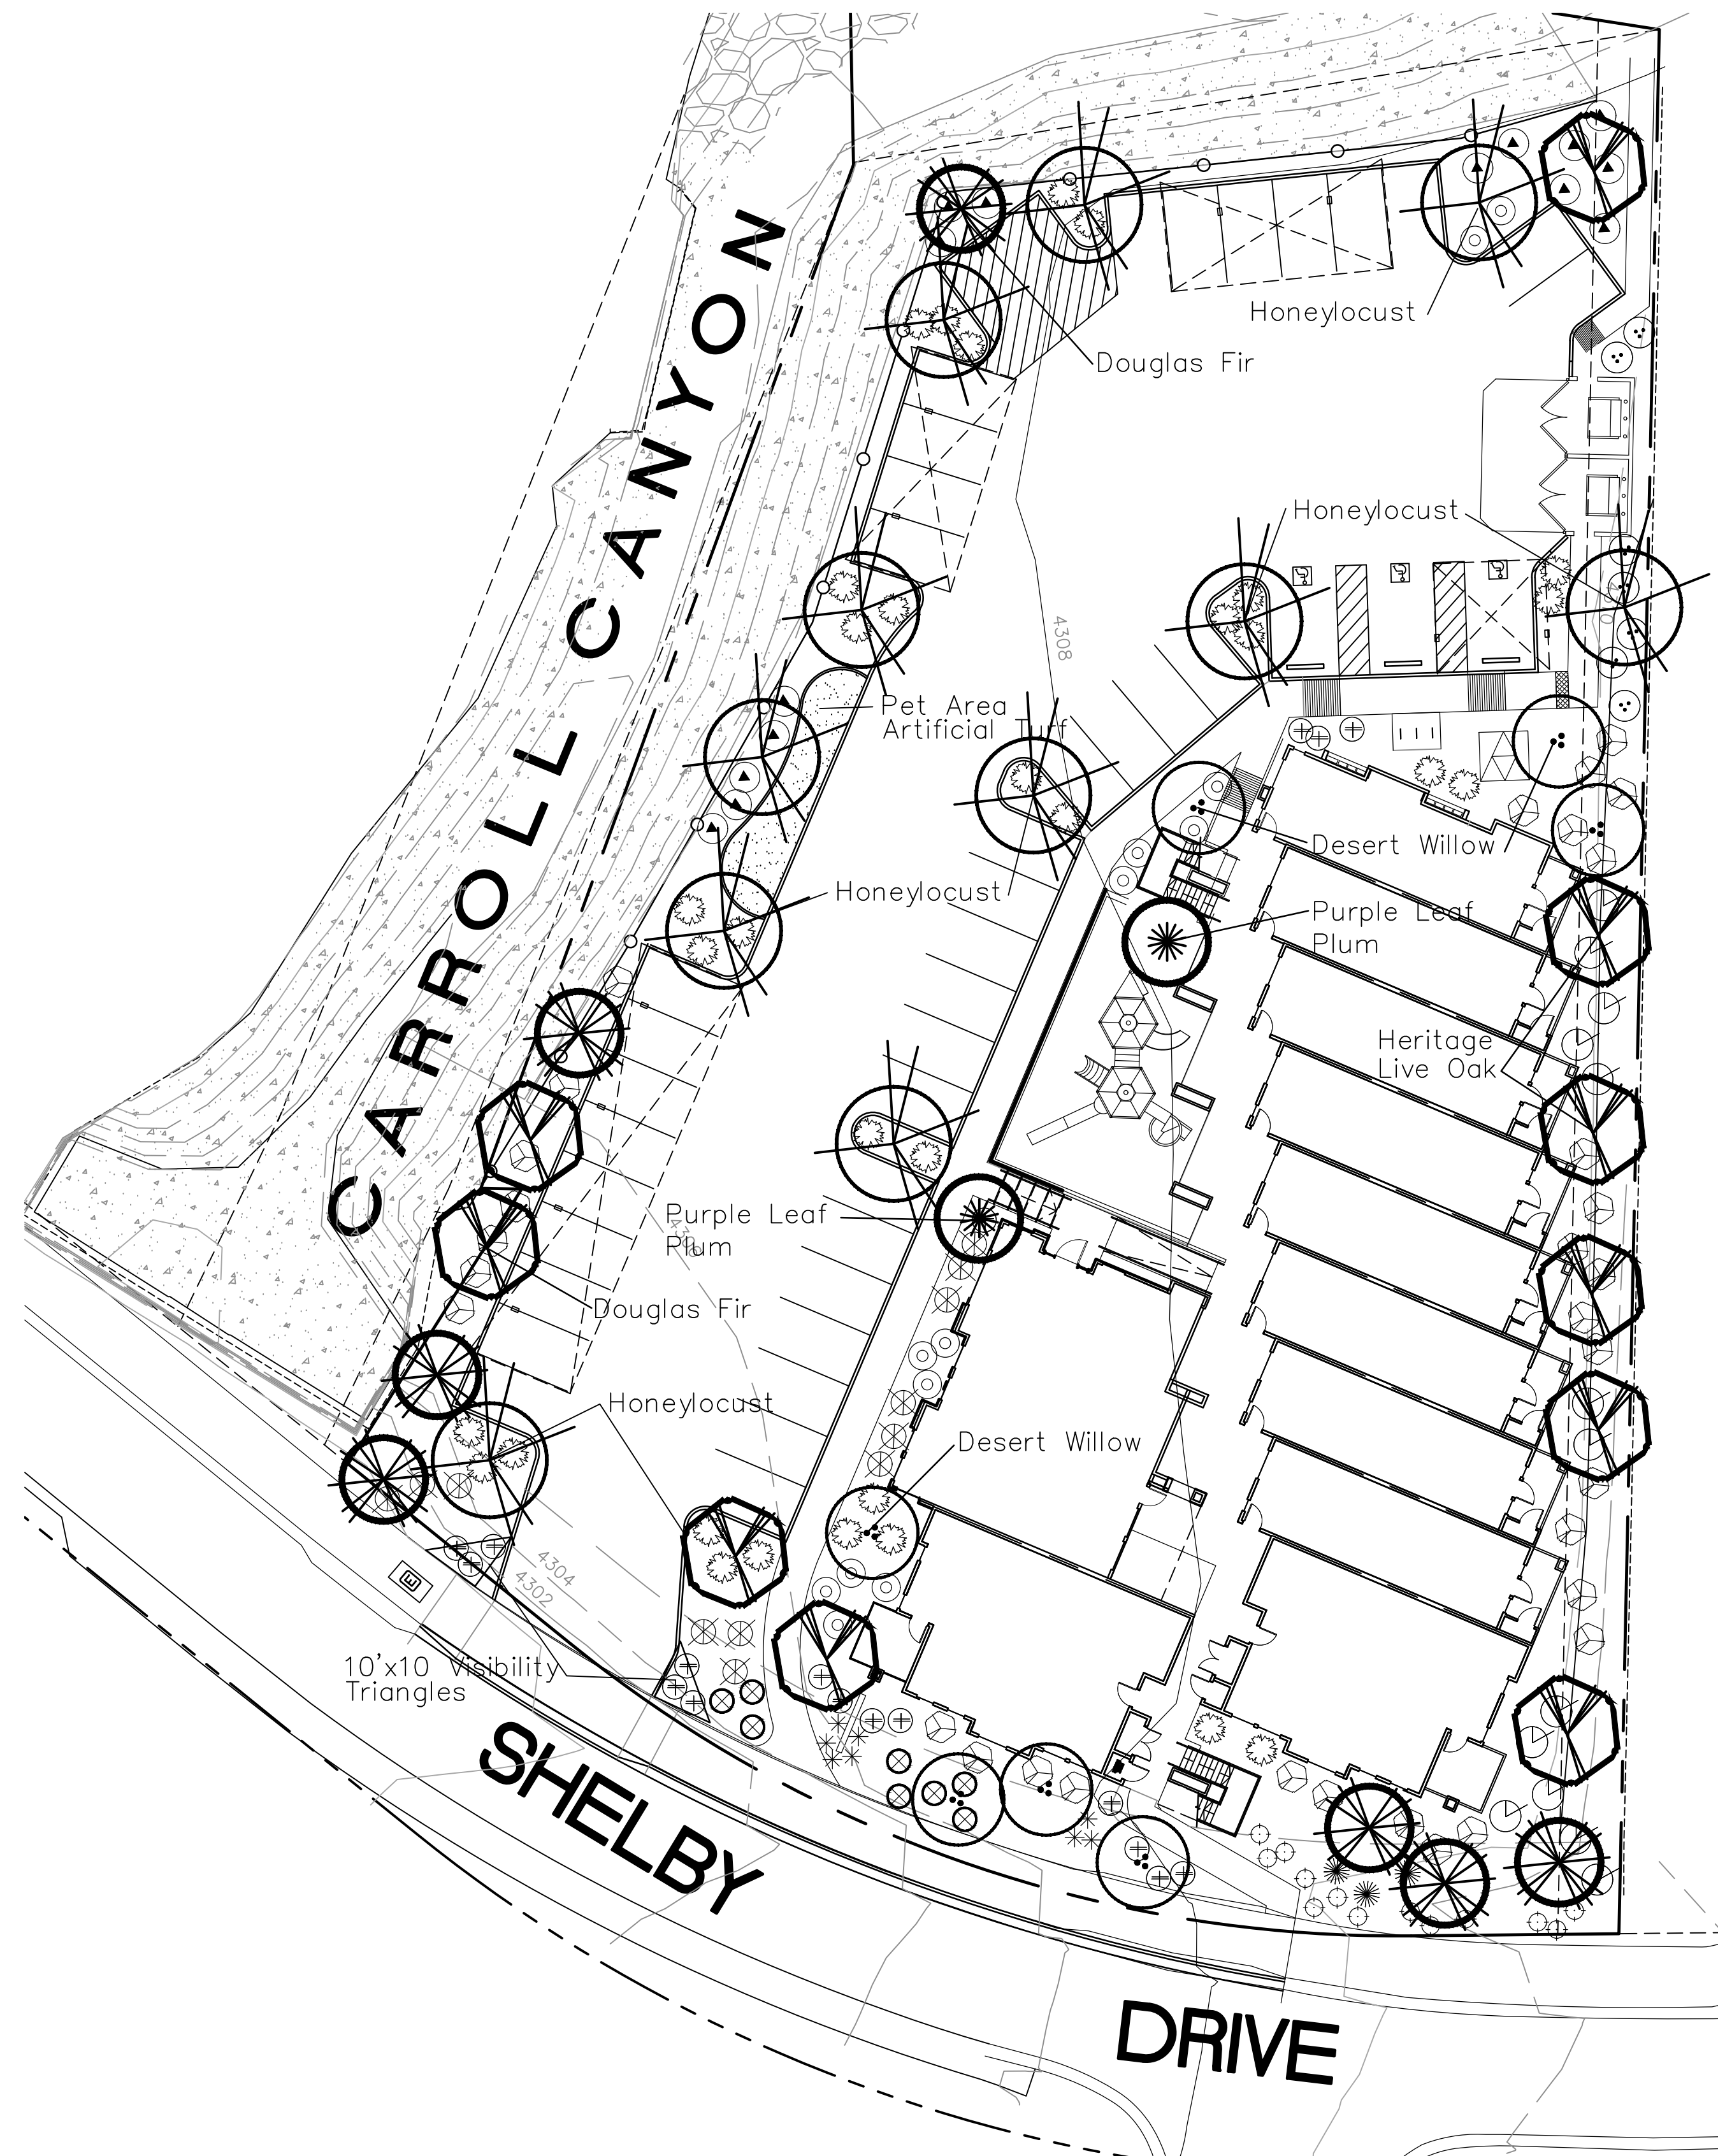 CARROLL CANYON
Honeylocust
Douglas Fir
Honeylocust
4308
Pet Area
Artificial Turf
Desert Willow
Honeylocust
Purple Leaf
Plum
Heritage
Live Oak
Purple Leaf
Plum
Douglas Fir
Honeylocust
Desert Willow
4304
4302
E
10'x10 Visibility
Triangles
SHELBY
DRIVE